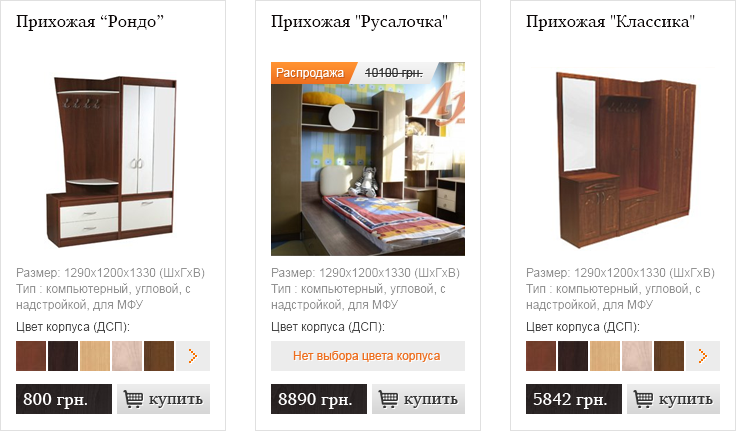 Прихожая “Рондо”
Размер: 1290х1200х1330 (ШхГхВ)
Тип : компьютерный, угловой, с
надстройкой, для МФУ
Цвет корпуса (ДСП):
800 грн.
купить
Прихожая "Русалочка"
Распродажа
10100 грн.
Размер: 1290х1200х1330 (ШхГхВ)
Тип : компьютерный, угловой, с
надстройкой, для МФУ
Цвет корпуса (ДСП):
Нет выбора цвета корпуса
8890 грн.
купить
Прихожая "Классика"
Размер: 1290х1200х1330 (ШхГхВ)
Тип : компьютерный, угловой, с
надстройкой, для МФУ
Цвет корпуса (ДСП):
5842 грн.
купить